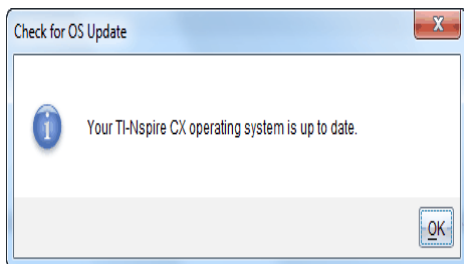 Check for OS Update
Your TI-Nspire CX operating system is up to date.
OK